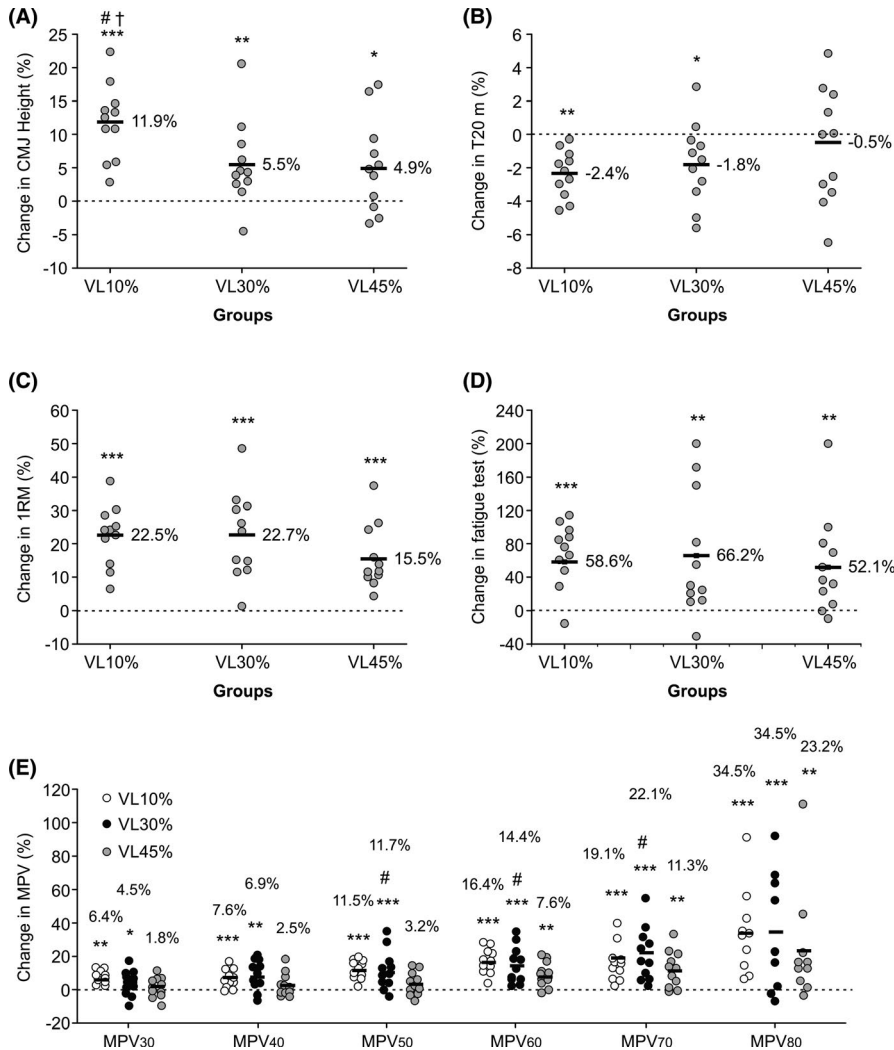 (A)
Change in CMJ Height (%)
25
20
15
10
5
0
-5
-10
# †
***
**
*
11.9%
5.5%
4.9%
VL10%
VL30%
VL45%
Groups
(B)
Change in T20 m (%)
6
4
2
0
-2
-4
-6
-8
**
*
-2.4%
-1.8%
-0.5%
VL10%
VL30%
VL45%
Groups
(C)
Change in 1RM (%)
60
50
40
30
20
10
0
-10
***
***
***
22.5%
22.7%
15.5%
VL10%
VL30%
VL45%
Groups
(D)
Change in fatigue test (%)
240
200
160
120
80
40
0
-40
***
**
**
58.6%
66.2%
52.1%
VL10%
VL30%
VL45%
Groups
(E)
Change in MPV (%)
120
100
80
60
40
20
0
-20
VL10%
VL30%
VL45%
6.4%
**
4.5%
*
1.8%
7.6%
***
6.9%
**
2.5%
11.5%
***
11.7%
#
***
3.2%
16.4%
***
14.4%
#
***
7.6%
**
19.1%
***
22.1%
#
***
11.3%
**
34.5%
***
34.5%
***
23.2%
**
MPV30
MPV40
MPV50
MPV60
MPV70
MPV80